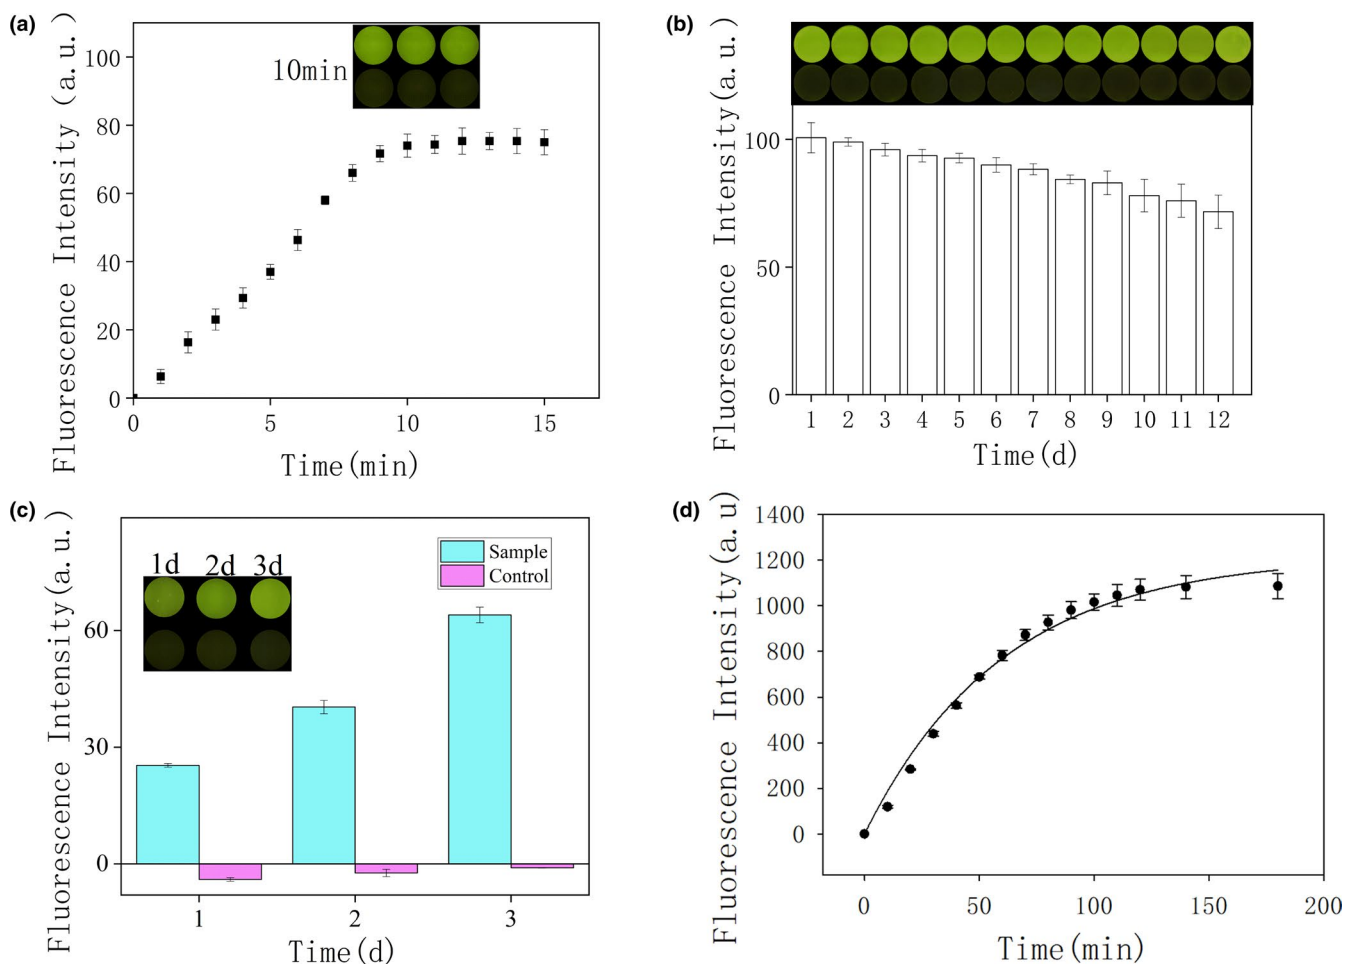 (a)
Fluorescence Intensity (a.u.)
100
80
60
40
20
0
10min
0 5 10 15
Time(min)
(b)
Fluorescence Intensity(a.u)
100
50
0
1 2 3 4 5 6 7 8 9 10 11 12
Time(d)
(c)
Fluorescence Intensity(a.u.)
60
30
0
1d 2d 3d
Sample
Control
1 2 3
Time(d)
(d)
Fluorescence Intensity(a.u)
1400
1200
1000
800
600
400
200
0
0 50 100 150 200
Time(min)